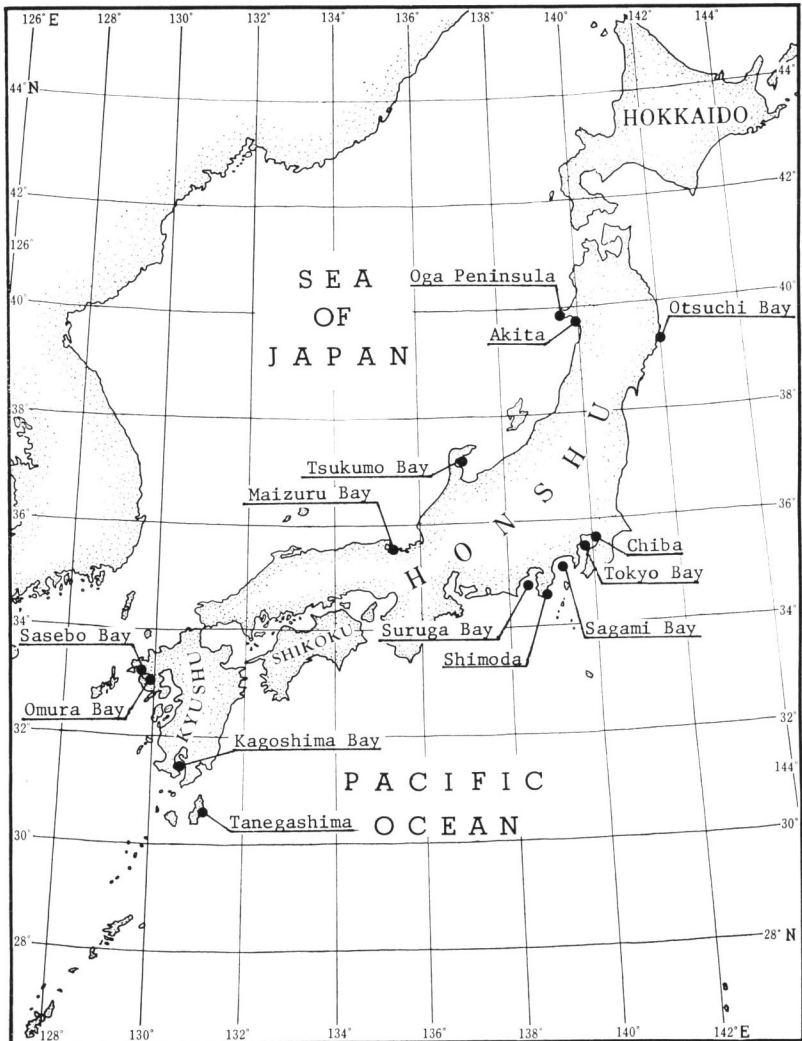 126° E
128°
130°
132°
134°
136°
138°
140°
142°
144°
44° N
44°
HOKKAIDO
42°
42°
126°
SEA
OF
JAPAN
Oga Peninsula
Otsuchi Bay
Akita
40°
40°
38°
38°
HONSHU
Tsukumo Bay
Maizuru Bay
36°
36°
Chiba
Tokyo Bay
34°
34°
Sasebo Bay
SHIKOKU
Suruga Bay
Sagami Bay
Shimoda
KYUSHU
Omura Bay
32°
32°
Kagoshima Bay
144°
PACIFIC
OCEAN
Tanegashima
30°
30°
28°
28° N
128°
130°
132°
134°
136°
138°
140°
142° E